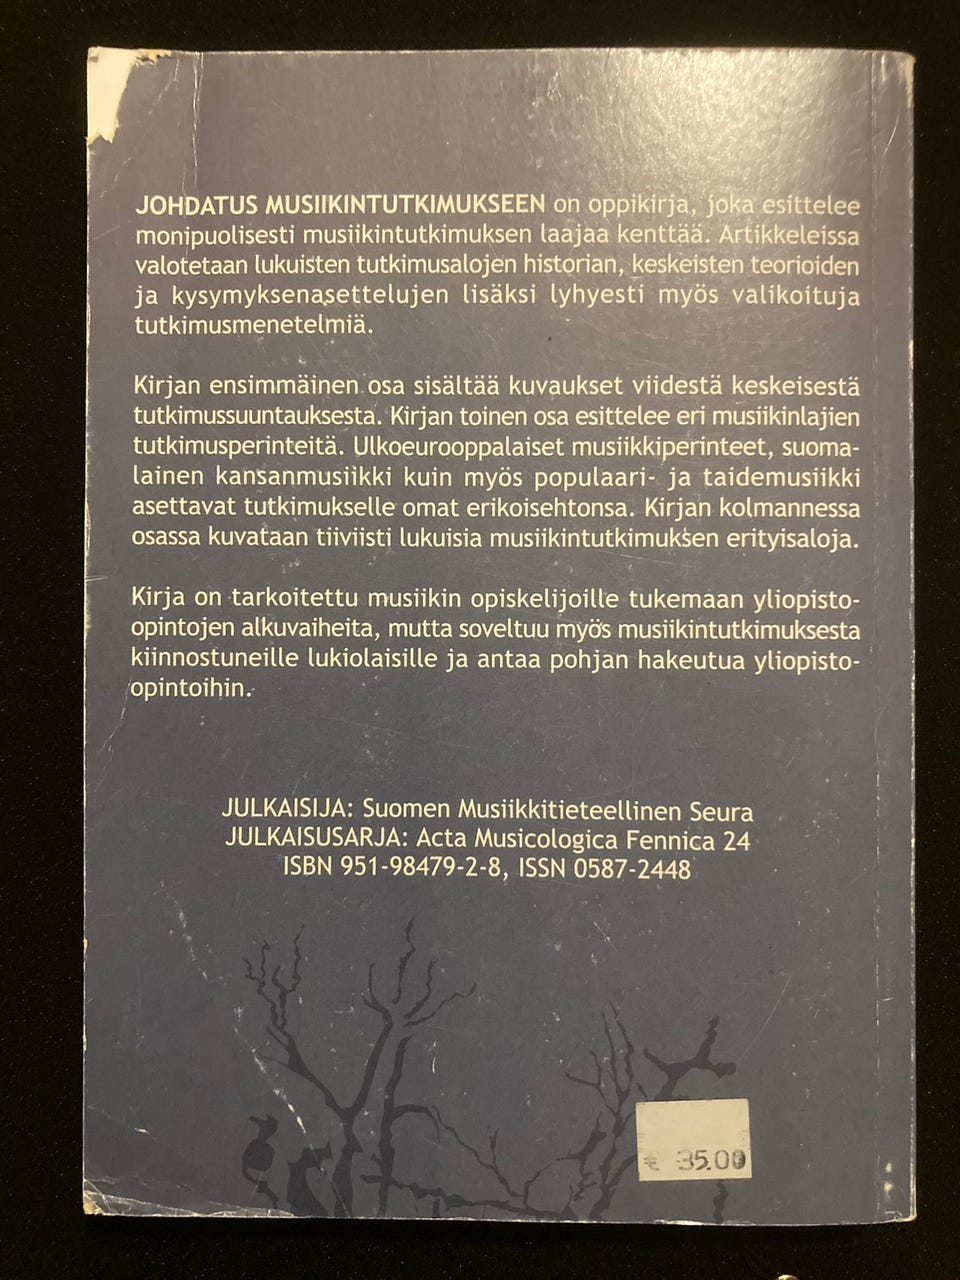 JOHDATUS MUSIIKINTUTKIMUKSEEN on oppikirja, joka esittelee
monipuolisesti musiikintutkimuksen laajaa kenttää. Artikkeleissa
valotetaan lukuisten tutkimusalojen historian, keskeisten teorioiden
ja kysymyksenasettelujen lisäksi lyhyesti myös valikoituja
tutkimusmenetelmiä.
Kirjan ensimmäinen osa sisältää kuvaukset viidestä keskeisestä
tutkimussuuntauksesta. Kirjan toinen osa esittelee eri musiikinlajien
tutkimusperinteitä. Ulkoeurooppalaiset musiikkiperinteet, suoma-
lainen kansanmusiikki kuin myös populaari- ja taidemusiikki
asettavat tutkimukselle omat erikoisehtonsa. Kirjan kolmannessa
osassa kuvataan tiiviisti lukuisia musiikintutkimuksen erityisaloja.
Kirja on tarkoitettu musiikin opiskelijoille tukemaan yliopisto-
opintojen alkuvaiheita, mutta soveltuu myös musiikintutkimuksesta
kiinnostuneille lukiolaisille ja antaa pohjan hakeutua yliopisto-
opintoihin.
JULKAISIJA: Suomen Musiikkitieteellinen Seura
JULKAISUSARJA: Acta Musicologica Fennica 24
ISBN 951-98479-2-8, ISSN 0587-2448
€ 35.00